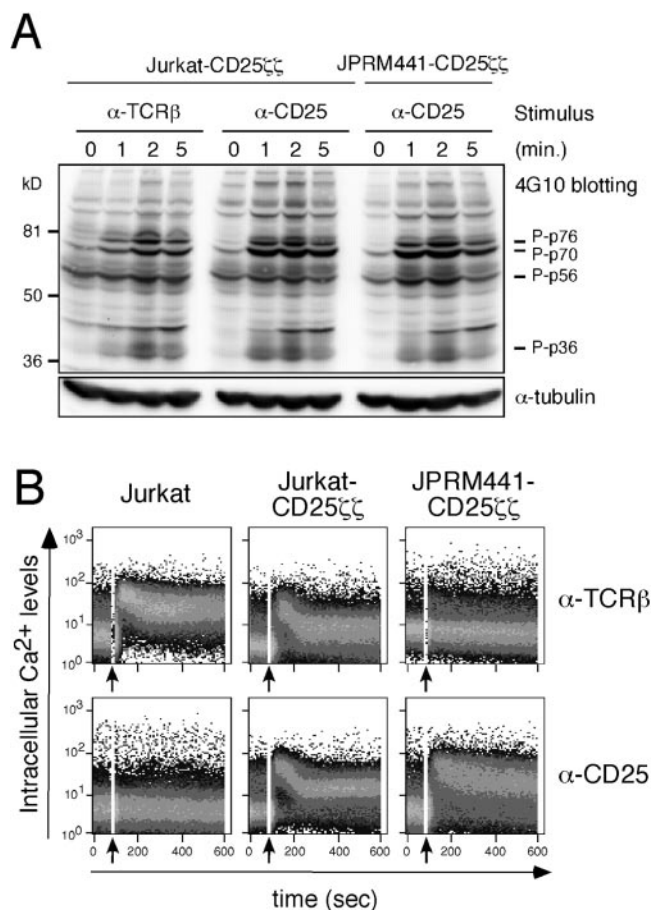 A
Jurkat-CD25ζζ JPRM441-CD25ζζ
α-TCRβ α-CD25 α-CD25 Stimulus
0 1 2 5 0 1 2 5 0 1 2 5 (min.)
kD 4G10 blotting
81
P-p76
P-p70
P-p56
50
P-p36
36
α-tubulin
B
Jurkat Jurkat-CD25ζζ JPRM441-CD25ζζ
Intracellular Ca²⁺ levels
10³
10²
10¹
10⁰
α-TCRβ
10³
10²
10¹
10⁰
α-CD25
0 200 400 600 0 200 400 600 0 200 400 600
time (sec)